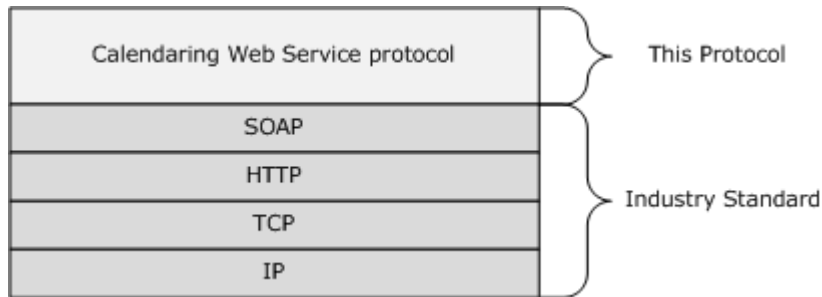 Calendaring Web Service protocol
This Protocol
SOAP
HTTP
TCP
IP
Industry Standard